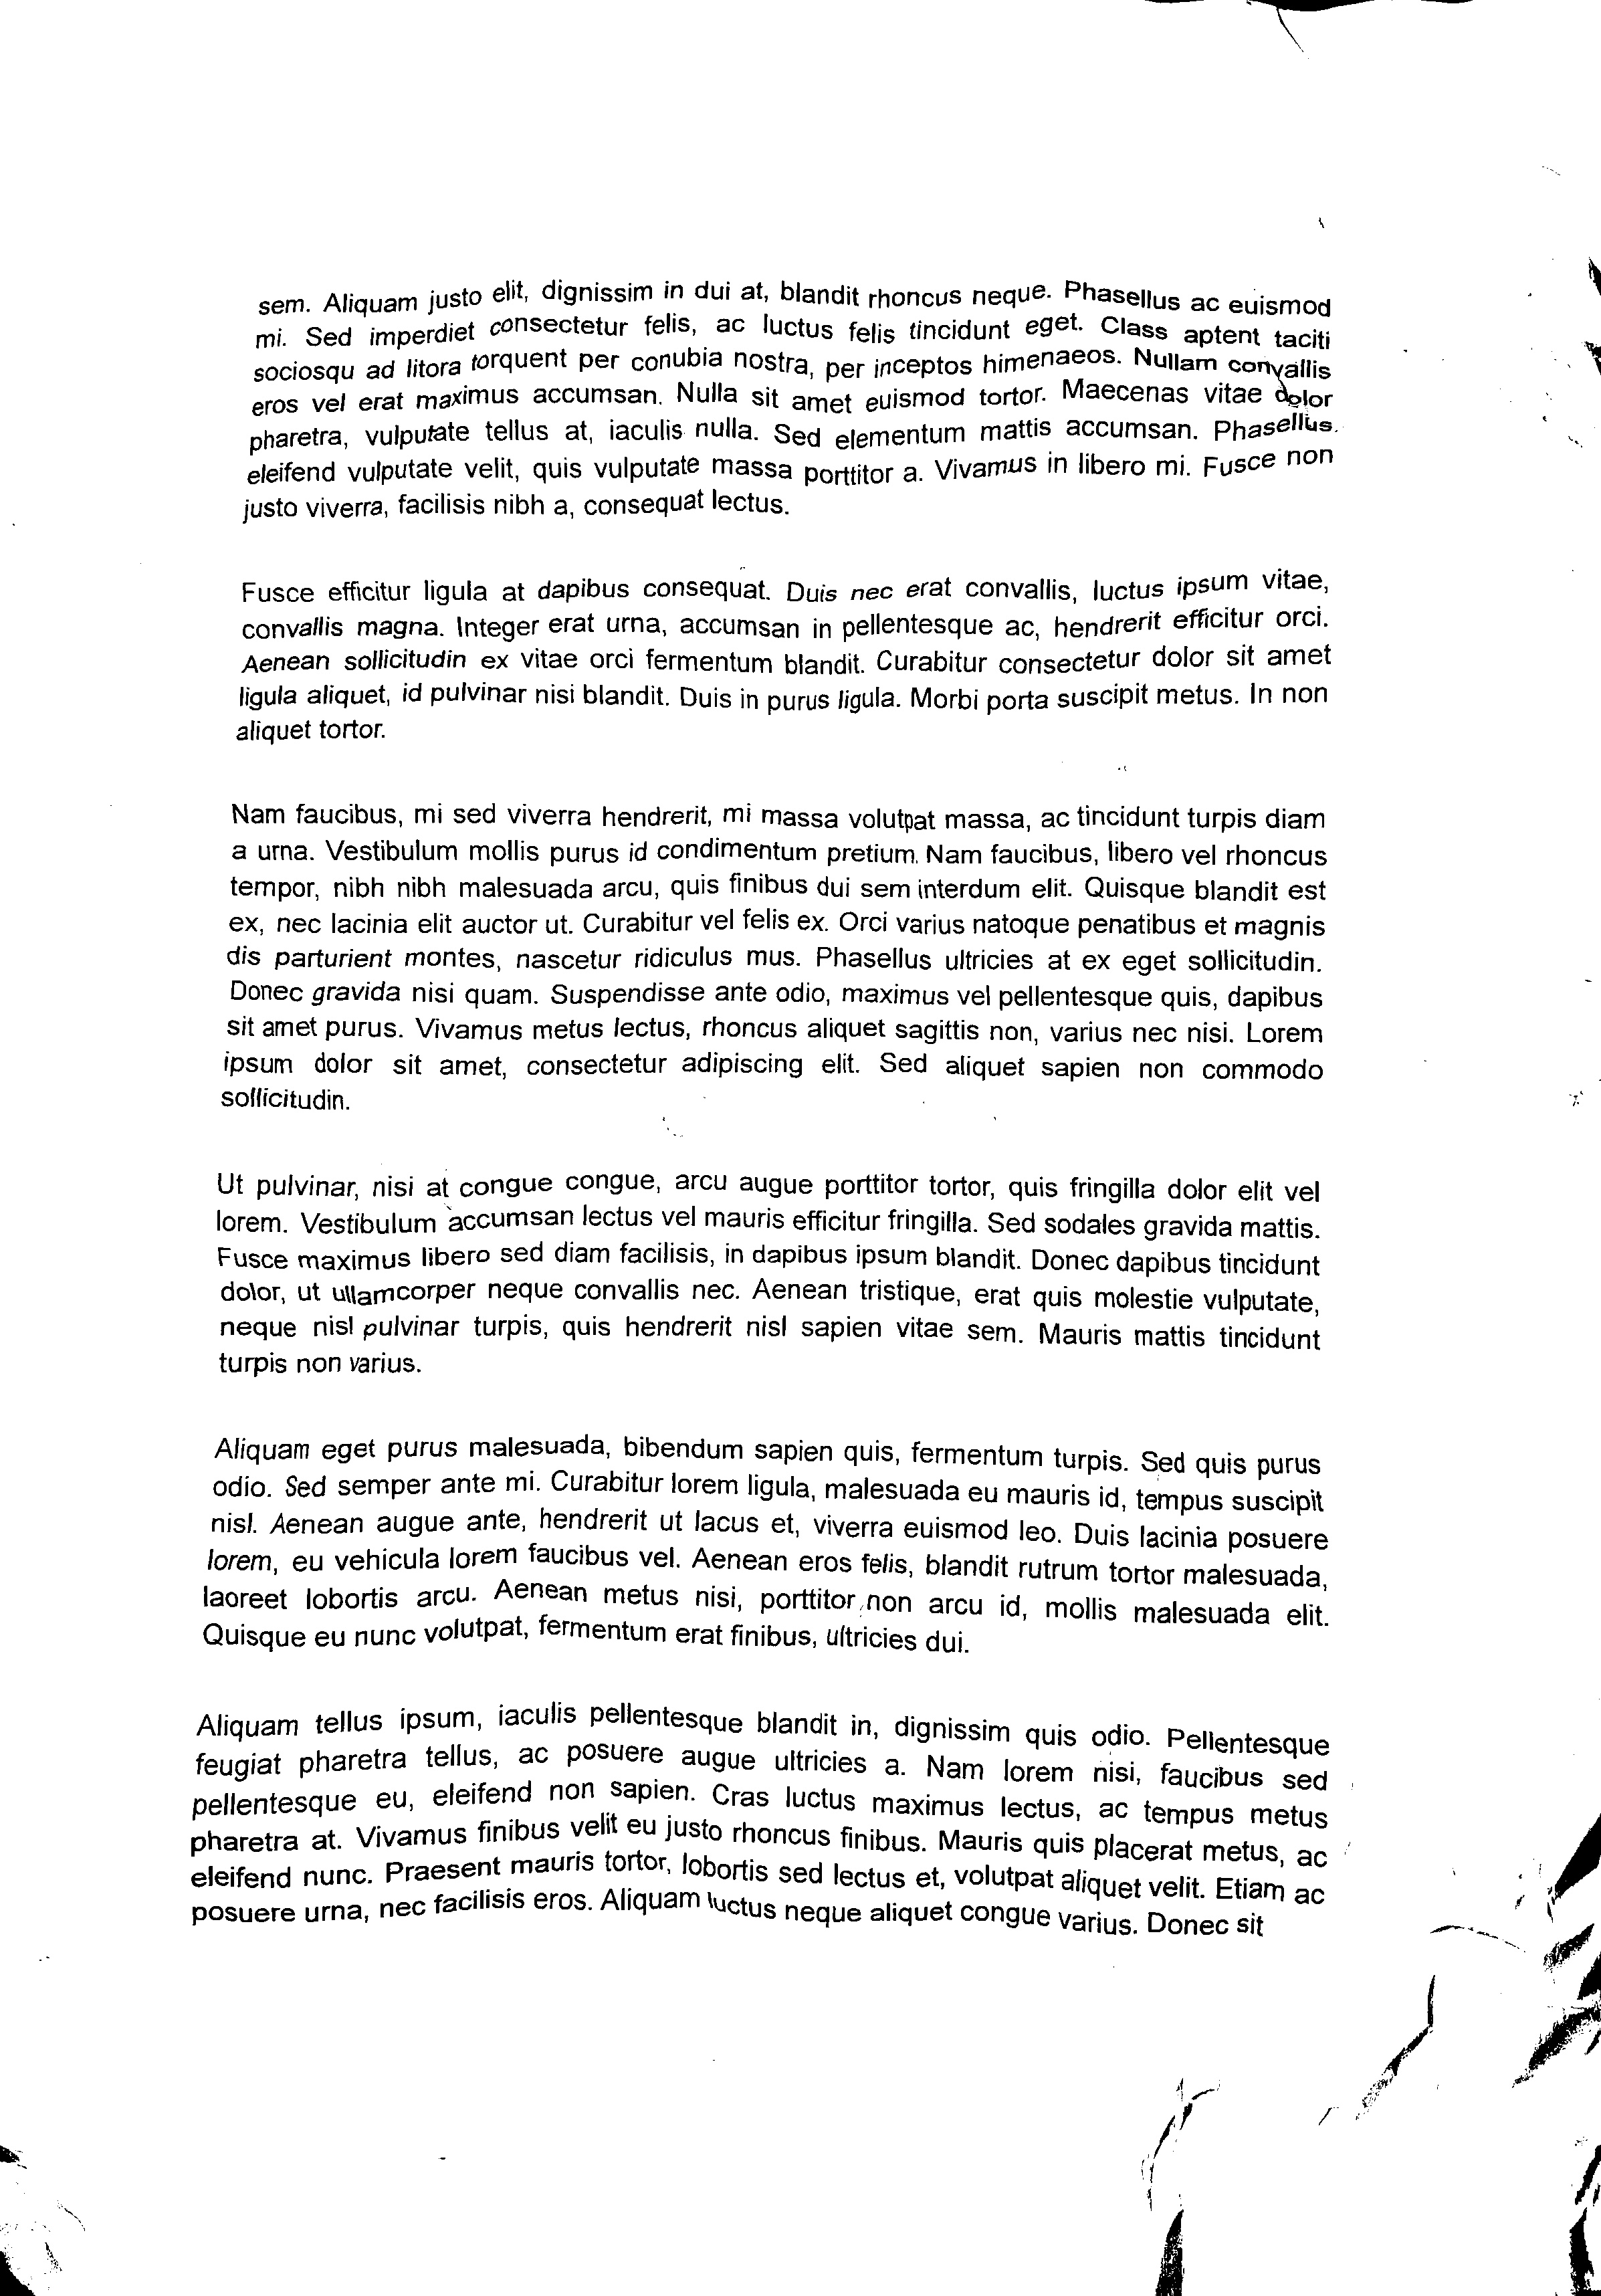 sem. Aliquam justo elit, dignissim in dui at, blandit rhoncus neque. Phasellus ac euismod
mi. Sed imperdiet consectetur felis, ac luctus felis tincidunt eget. Class aptent taciti
sociosqu ad litora torquent per conubia nostra, per inceptos himenaeos. Nullam convallis
eros vel erat maximus accumsan. Nulla sit amet euismod tortor. Maecenas vitae dolor
pharetra, vulputate tellus at, iaculis nulla. Sed elementum mattis accumsan. Phasellus
eleifend vulputate velit, quis vulputate massa porttitor a. Vivamus in libero mi. Fusce non
justo viverra, facilisis nibh a, consequat lectus.
Fusce efficitur ligula at dapibus consequat. Duis nec erat convallis, luctus ipsum vitae,
convallis magna. Integer erat urna, accumsan in pellentesque ac, hendrerit efficitur orci.
Aenean sollicitudin ex vitae orci fermentum blandit. Curabitur consectetur dolor sit amet
ligula aliquet, id pulvinar nisi blandit. Duis in purus ligula. Morbi porta suscipit metus. In non
aliquet tortor.
Nam faucibus, mi sed viverra hendrerit, mi massa volutpat massa, ac tincidunt turpis diam
a urna. Vestibulum mollis purus id condimentum pretium. Nam faucibus, libero vel rhoncus
tempor, nibh nibh malesuada arcu, quis finibus dui sem interdum elit. Quisque blandit est
ex, nec lacinia elit auctor ut. Curabitur vel felis ex. Orci varius natoque penatibus et magnis
dis parturient montes, nascetur ridiculus mus. Phasellus ultricies at ex eget sollicitudin.
Donec gravida nisi quam. Suspendisse ante odio, maximus vel pellentesque quis, dapibus
sit amet purus. Vivamus metus lectus, rhoncus aliquet sagittis non, varius nec nisi. Lorem
ipsum dolor sit amet, consectetur adipiscing elit. Sed aliquet sapien non commodo
sollicitudin.
Ut pulvinar, nisi at congue congue, arcu augue porttitor tortor, quis fringilla dolor elit vel
lorem. Vestibulum accumsan lectus vel mauris efficitur fringilla. Sed sodales gravida mattis.
Fusce maximus libero sed diam facilisis, in dapibus ipsum blandit. Donec dapibus tincidunt
dolor, ut ullamcorper neque convallis nec. Aenean tristique, erat quis molestie vulputate,
neque nisl pulvinar turpis, quis hendrerit nisl sapien vitae sem. Mauris mattis tincidunt
turpis non varius.
Aliquam eget purus malesuada, bibendum sapien quis, fermentum turpis. Sed quis purus
odio. Sed semper ante mi. Curabitur lorem ligula, malesuada eu mauris id, tempus suscipit
nisl. Aenean augue ante, hendrerit ut lacus et, viverra euismod leo. Duis lacinia posuere
lorem, eu vehicula lorem faucibus vel. Aenean eros felis, blandit rutrum tortor malesuada,
laoreet lobortis arcu. Aenean metus nisi, porttitor non arcu id, mollis malesuada elit.
Quisque eu nunc volutpat, fermentum erat finibus, ultricies dui.
Aliquam tellus ipsum, iaculis pellentesque blandit in, dignissim quis odio. Pellentesque
feugiat pharetra tellus, ac posuere augue ultricies a. Nam lorem nisi, faucibus sed
pellentesque eu, eleifend non sapien. Cras luctus maximus lectus, ac tempus metus
pharetra at. Vivamus finibus velit eu justo rhoncus finibus. Mauris quis placerat metus, ac
eleifend nunc. Praesent mauris tortor, lobortis sed lectus et, volutpat aliquet velit. Etiam ac
posuere urna, nec facilisis eros. Aliquam luctus neque aliquet congue varius. Donec sit